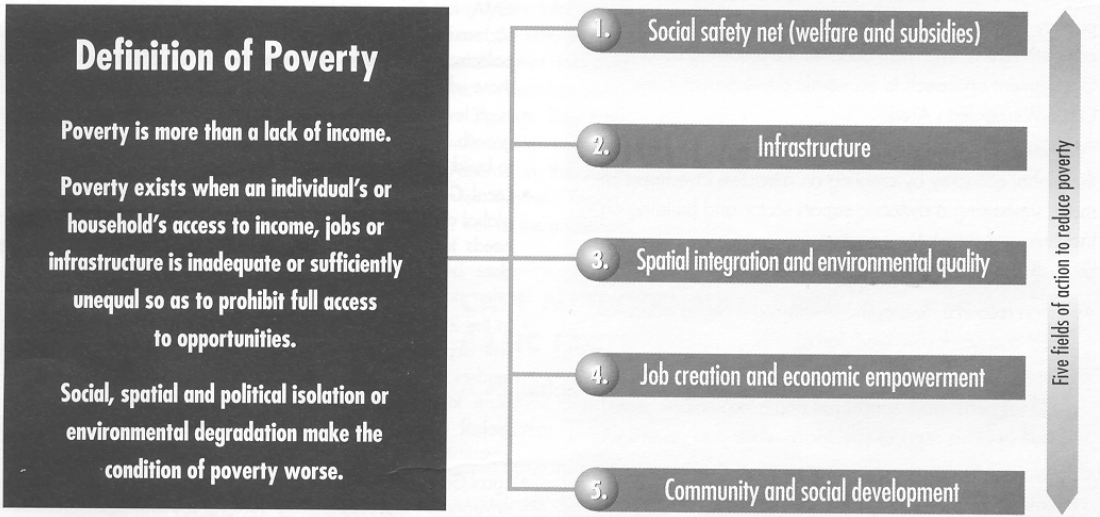 Definition of Poverty
Poverty is more than a lack of income.
Poverty exists when an individual's or
household's access to income, jobs or
infrastructure is inadequate or sufficiently
unequal so as to prohibit full access
to opportunities.
Social, spatial and political isolation or
environmental degradation make the
condition of poverty worse.
1. Social safety net (welfare and subsidies)
2. Infrastructure
3. Spatial integration and environmental quality
4. Job creation and economic empowerment
5. Community and social development
Five fields of action to reduce poverty